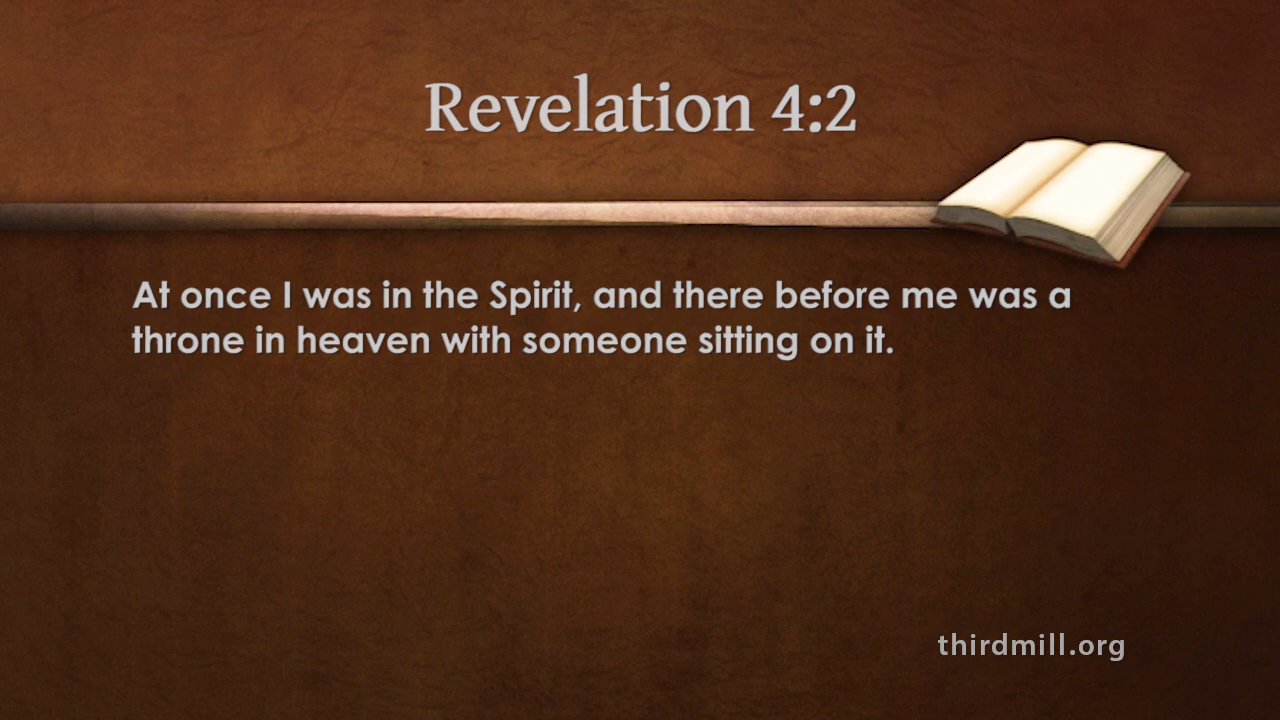 Revelation 4:2
At once I was in the Spirit, and there before me was a
throne in heaven with someone sitting on it.
thirdmill.org